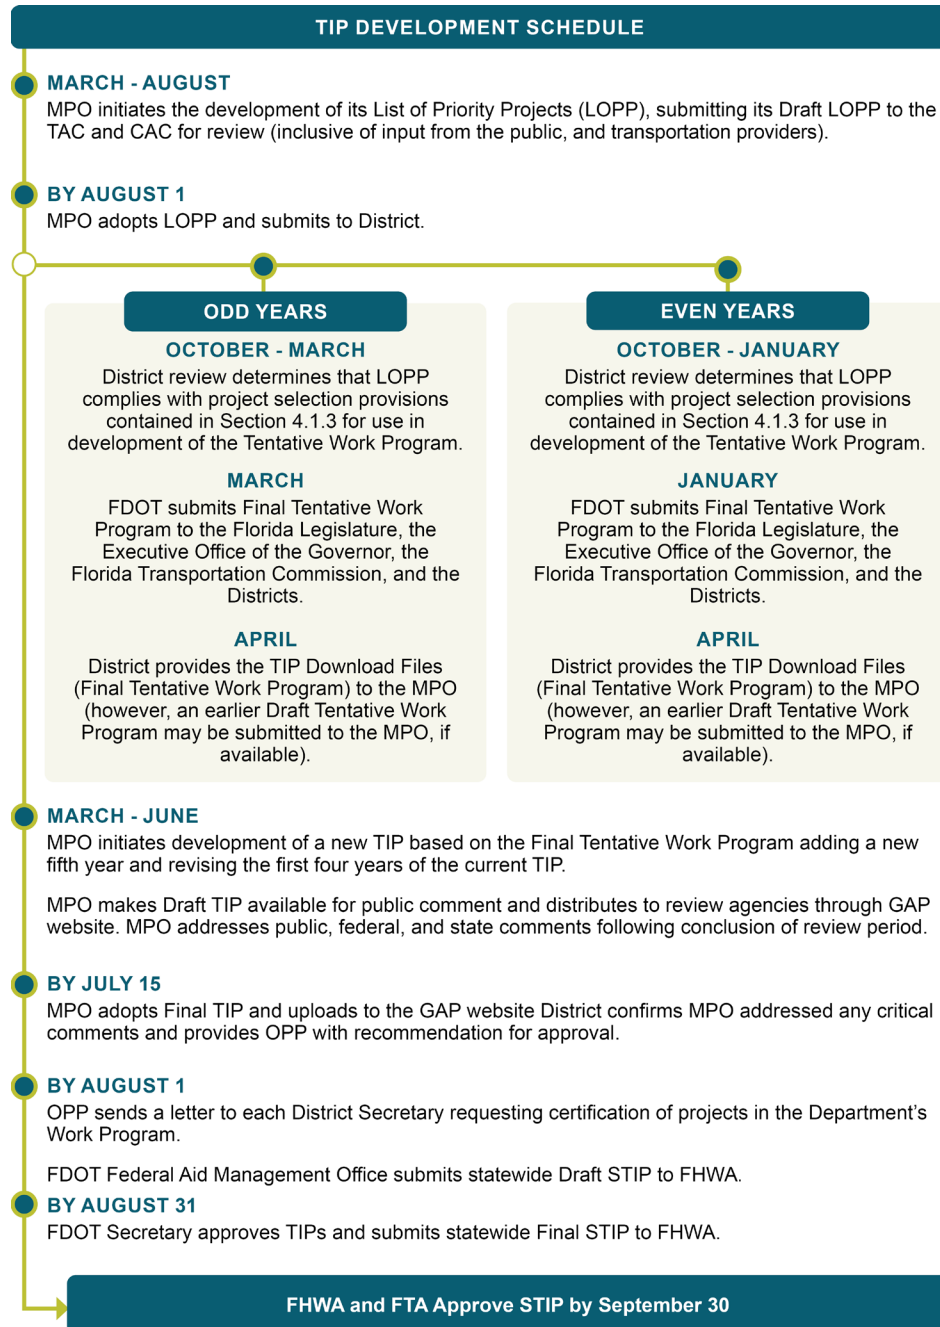 TIP DEVELOPMENT SCHEDULE
MARCH - AUGUST
MPO initiates the development of its List of Priority Projects (LOPP), submitting its Draft LOPP to the
TAC and CAC for review (inclusive of input from the public, and transportation providers).
BY AUGUST 1
MPO adopts LOPP and submits to District.
ODD YEARS
OCTOBER - MARCH
District review determines that LOPP
complies with project selection provisions
contained in Section 4.1.3 for use in
development of the Tentative Work Program.
MARCH
FDOT submits Final Tentative Work
Program to the Florida Legislature, the
Executive Office of the Governor, the
Florida Transportation Commission, and the
Districts.
APRIL
District provides the TIP Download Files
(Final Tentative Work Program) to the MPO
(however, an earlier Draft Tentative Work
Program may be submitted to the MPO, if
available).
EVEN YEARS
OCTOBER - JANUARY
District review determines that LOPP
complies with project selection provisions
contained in Section 4.1.3 for use in
development of the Tentative Work Program.
JANUARY
FDOT submits Final Tentative Work
Program to the Florida Legislature, the
Executive Office of the Governor, the
Florida Transportation Commission, and the
Districts.
APRIL
District provides the TIP Download Files
(Final Tentative Work Program) to the MPO
(however, an earlier Draft Tentative Work
Program may be submitted to the MPO, if
available).
MARCH - JUNE
MPO initiates development of a new TIP based on the Final Tentative Work Program adding a new
fifth year and revising the first four years of the current TIP.
MPO makes Draft TIP available for public comment and distributes to review agencies through GAP
website. MPO addresses public, federal, and state comments following conclusion of review period.
BY JULY 15
MPO adopts Final TIP and uploads to the GAP website District confirms MPO addressed any critical
comments and provides OPP with recommendation for approval.
BY AUGUST 1
OPP sends a letter to each District Secretary requesting certification of projects in the Department’s
Work Program.
FDOT Federal Aid Management Office submits statewide Draft STIP to FHWA.
BY AUGUST 31
FDOT Secretary approves TIPs and submits statewide Final STIP to FHWA.
FHWA and FTA Approve STIP by September 30